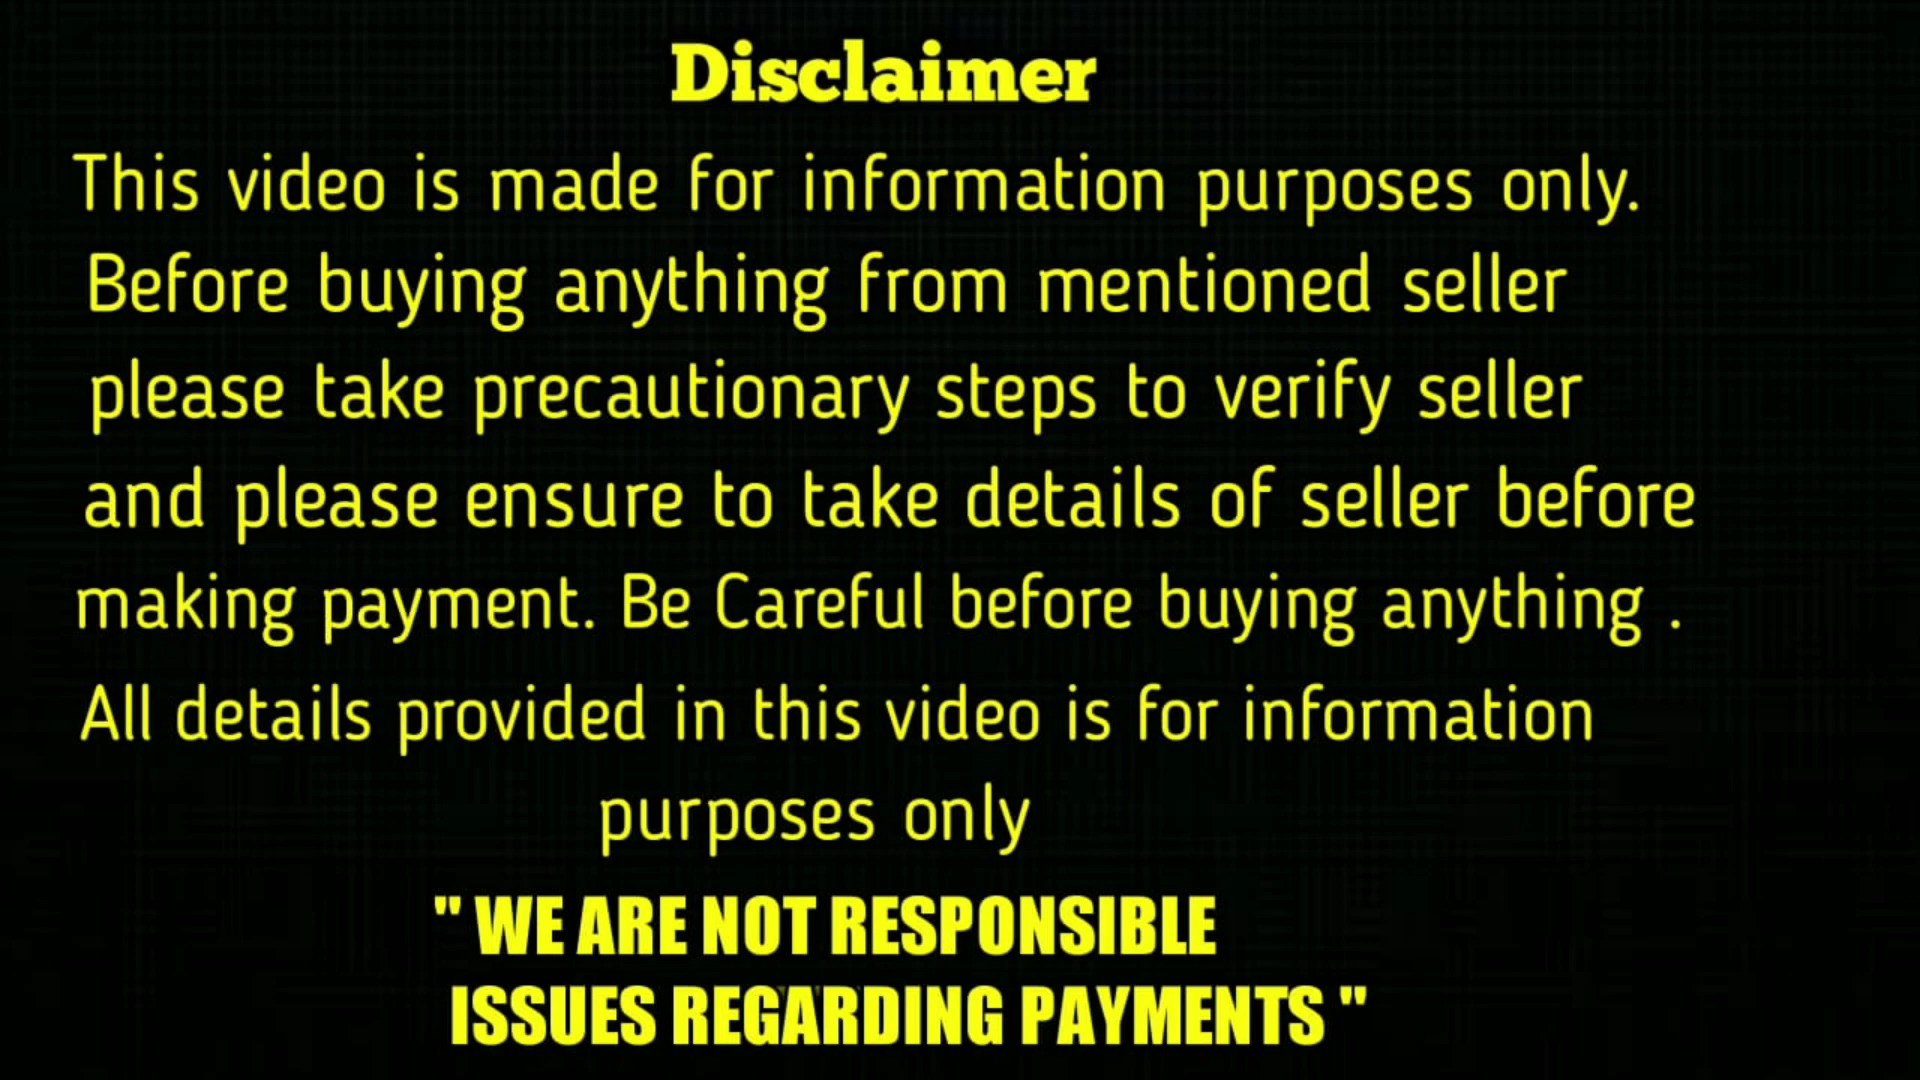 Disclaimer
This video is made for information purposes only.
Before buying anything from mentioned seller
please take precautionary steps to verify seller
and please ensure to take details of seller before
making payment. Be Careful before buying anything .
All details provided in this video is for information
purposes only
" WE ARE NOT RESPONSIBLE
ISSUES REGARDING PAYMENTS "